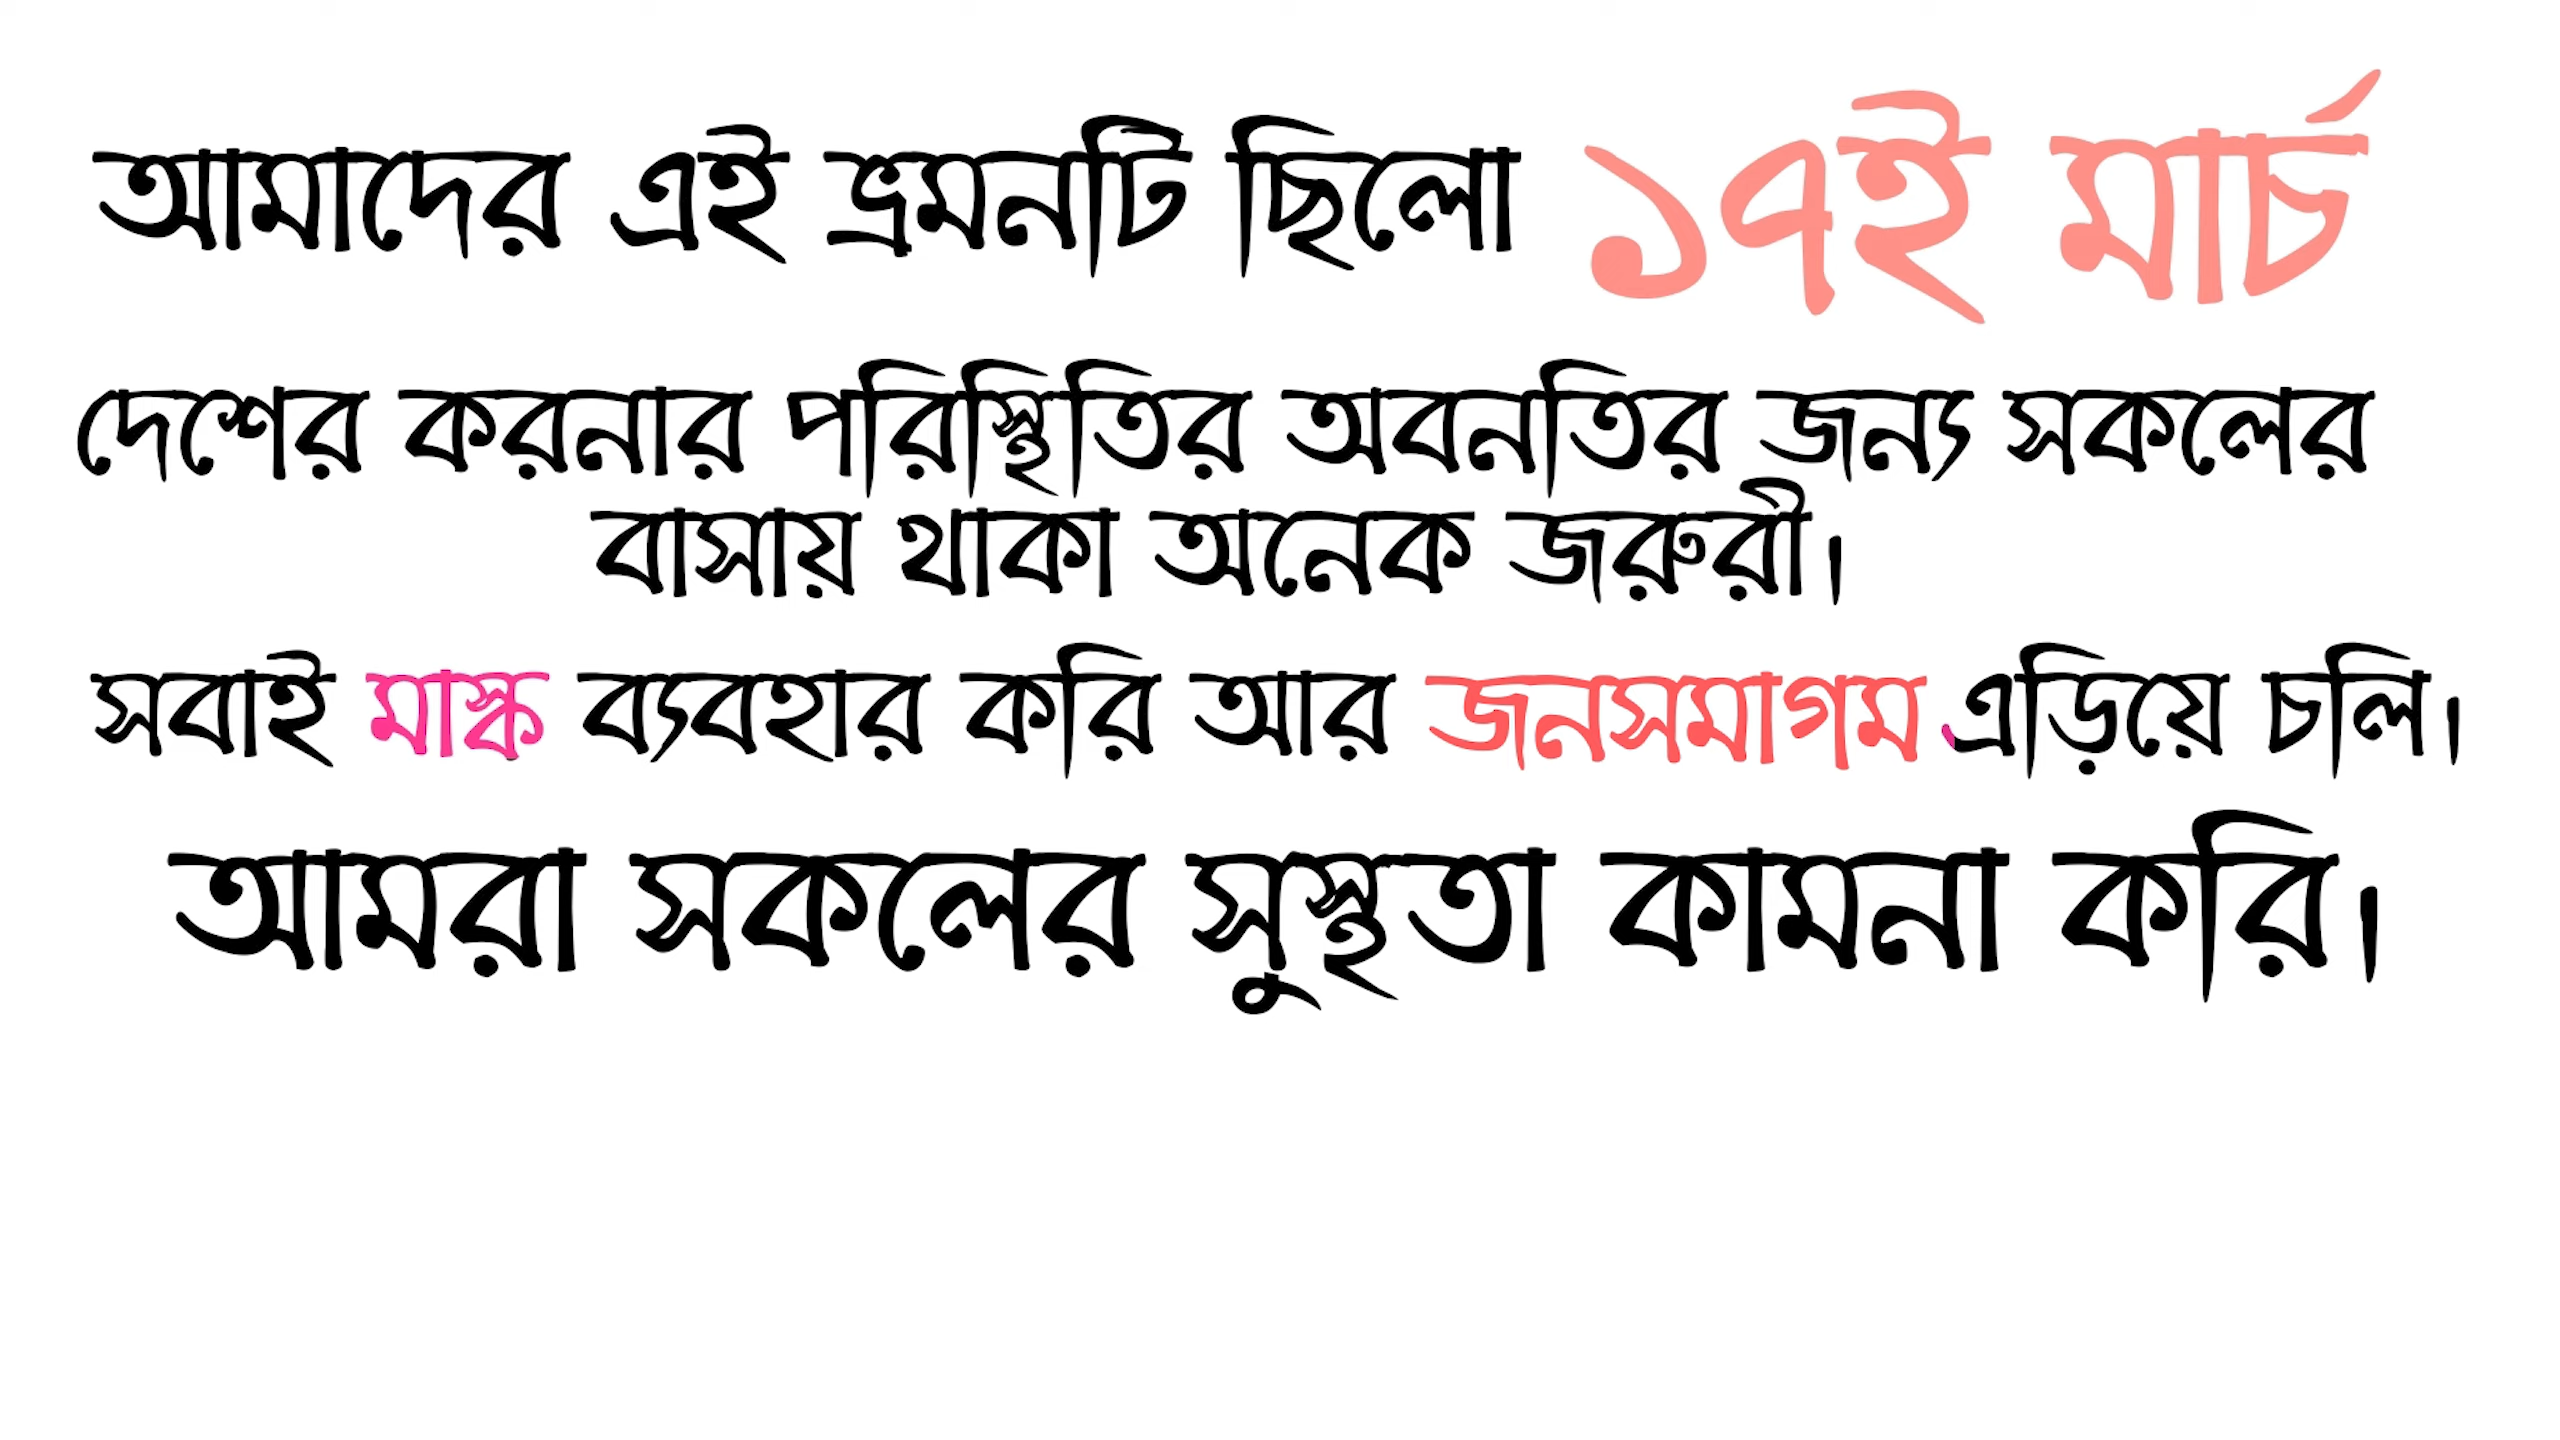 আমাদের এই ভ্রমনটি ছিলো ১৭ই মার্চ
দেশের করনার পরিস্থিতির অবনতির জন্য সকলের
বাসায় থাকা অনেক জরুরী।
সবাই মাস্ক ব্যবহার করি আর জনসমাগম এড়িয়ে চলি।
আমরা সকলের সুস্থতা কামনা করি।